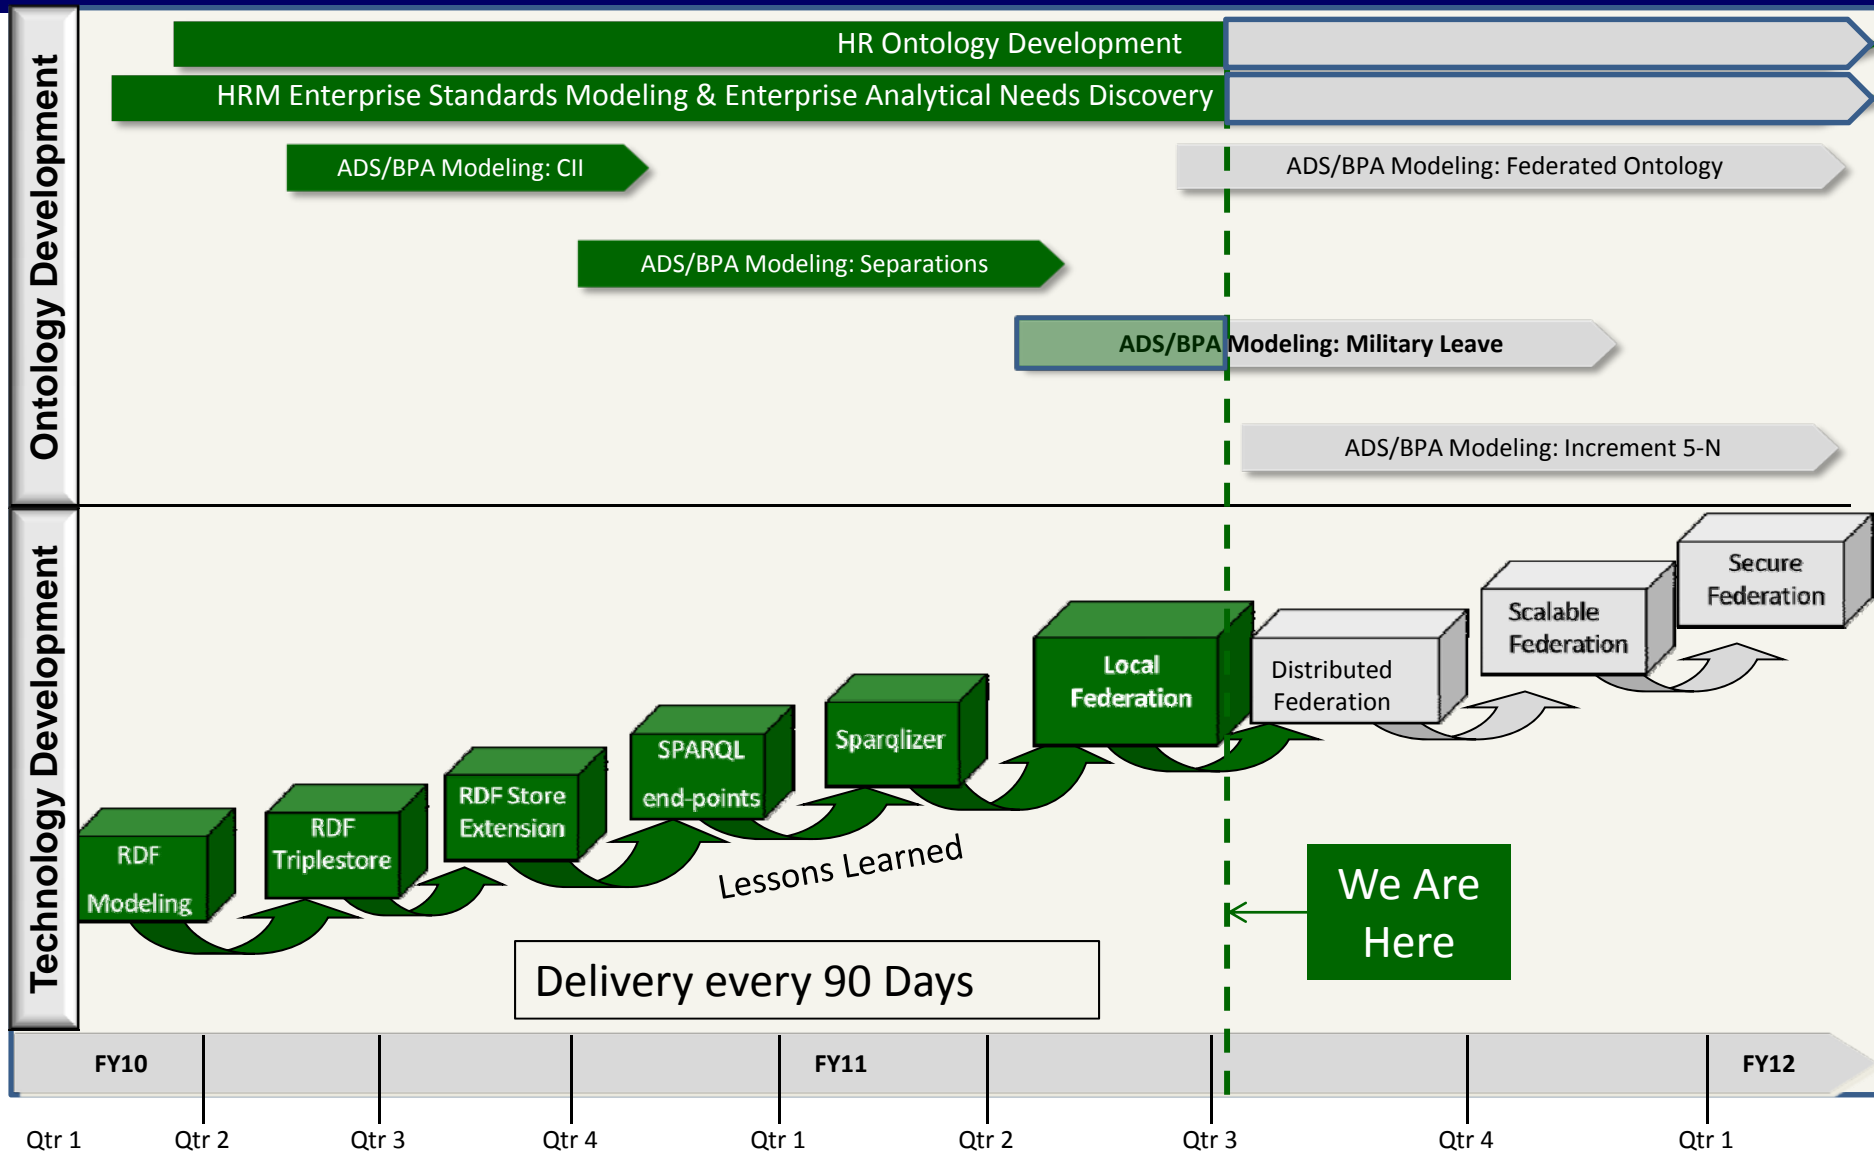 Ontology Development
HR Ontology Development
HRM Enterprise Standards Modeling & Enterprise Analytical Needs Discovery
ADS/BPA Modeling: CII
ADS/BPA Modeling: Federated Ontology
ADS/BPA Modeling: Separations
ADS/BPA Modeling: Military Leave
ADS/BPA Modeling: Increment 5-N
Technology Development
RDF
Modeling
RDF
Triplestore
RDF Store
Extension
SPARQL
end-points
Sparqlizer
Local
Federation
Distributed
Federation
Scalable
Federation
Secure
Federation
Lessons Learned
We Are
Here
Delivery every 90 Days
FY10
FY11
FY12
Qtr 1
Qtr 2
Qtr 3
Qtr 4
Qtr 1
Qtr 2
Qtr 3
Qtr 4
Qtr 1